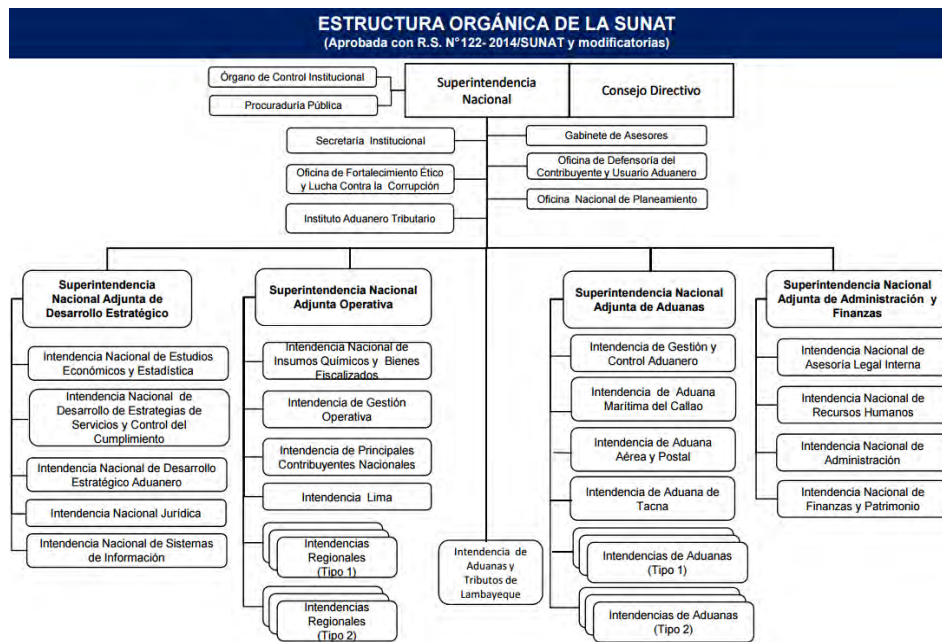 ESTRUCTURA ORGÁNICA DE LA SUNAT
(Aprobada con R.S. N°122- 2014/SUNAT y modificatorias)
Órgano de Control Institucional
Procuraduría Pública
Superintendencia
Nacional
Consejo Directivo
Secretaría Institucional
Gabinete de Asesores
Oficina de Fortalecimiento Ético
y Lucha Contra la Corrupción
Oficina de Defensoría del
Contribuyente y Usuario Aduanero
Instituto Aduanero Tributario
Oficina Nacional de Planeamiento
Superintendencia
Nacional Adjunta de
Desarrollo Estratégico
Intendencia Nacional de Estudios
Económicos y Estadística
Intendencia Nacional de
Desarrollo de Estrategias de
Servicios y Control del
Cumplimiento
Intendencia Nacional de Desarrollo
Estratégico Aduanero
Intendencia Nacional Jurídica
Intendencia Nacional de Sistemas
de Información
Superintendencia Nacional
Adjunta Operativa
Intendencia Nacional de
Insumos Químicos y Bienes
Fiscalizados
Intendencia de Gestión
Operativa
Intendencia de Principales
Contribuyentes Nacionales
Intendencia Lima
Intendencias
Regionales
(Tipo 1)
Intendencias
Regionales
(Tipo 2)
Intendencia de
Aduanas y
Tributos de
Lambayeque
Superintendencia Nacional
Adjunta de Aduanas
Intendencia de Gestión y
Control Aduanero
Intendencia de Aduana
Marítima del Callao
Intendencia de Aduana
Aérea y Postal
Intendencia de Aduana de
Tacna
Intendencias de Aduanas
(Tipo 1)
Intendencias de Aduanas
(Tipo 2)
Superintendencia Nacional
Adjunta de Administración y
Finanzas
Intendencia Nacional de
Asesoría Legal Interna
Intendencia Nacional de
Recursos Humanos
Intendencia Nacional de
Administración
Intendencia Nacional de
Finanzas y Patrimonio